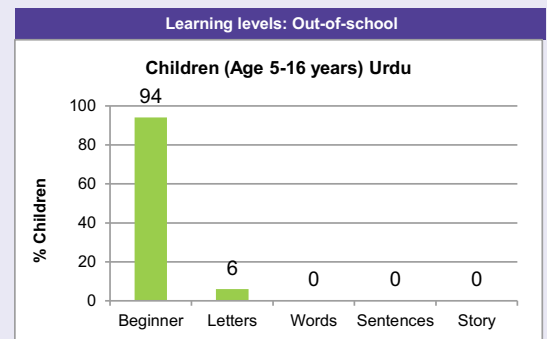 Learning levels: Out-of-school
Children (Age 5-16 years) Urdu
% Children
100
80
60
40
20
0
94
6
0
0
0
Beginner
Letters
Words
Sentences
Story